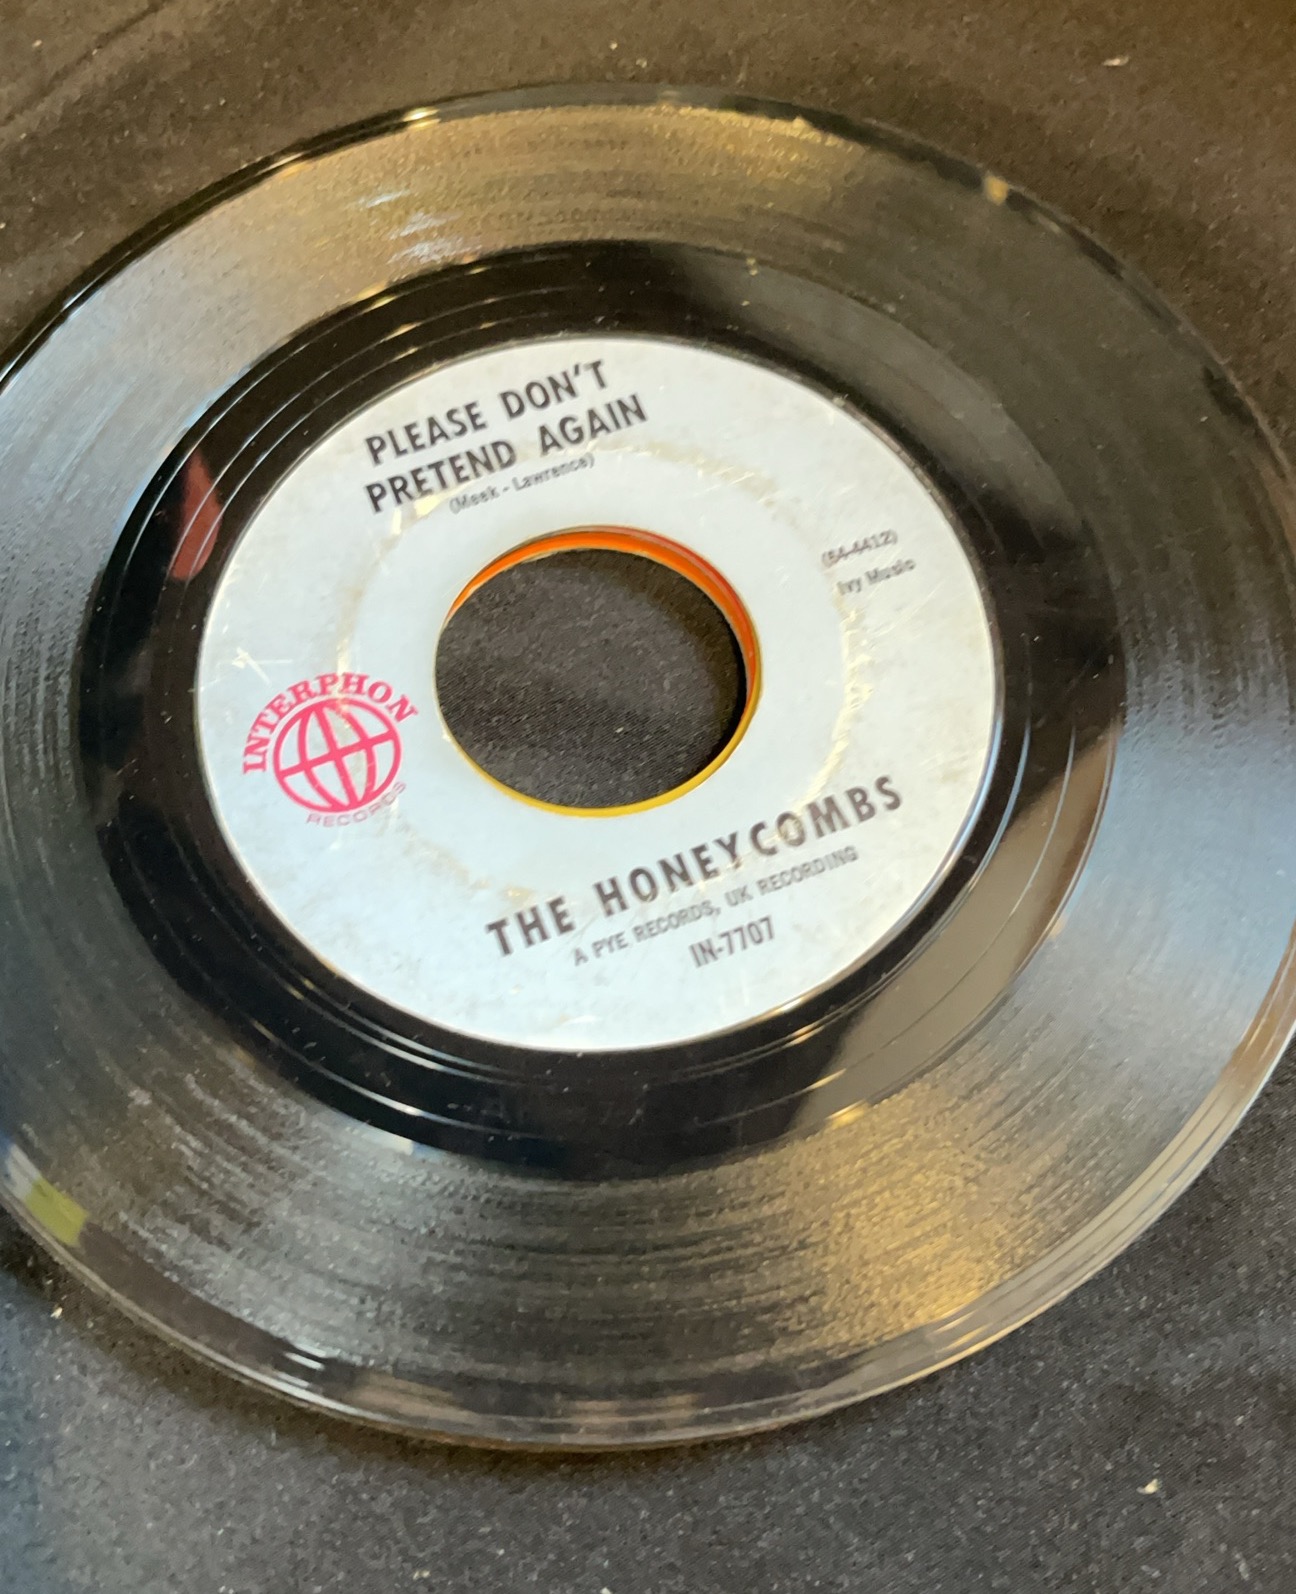 PLEASE DON'T
PRETEND AGAIN
(Meek - Lawrence)
(64-4412)
Ivy Music
INTERPHON
RECORDS
THE HONEYCOMBS
A PYE RECORDS, UK RECORDING
IN-7707